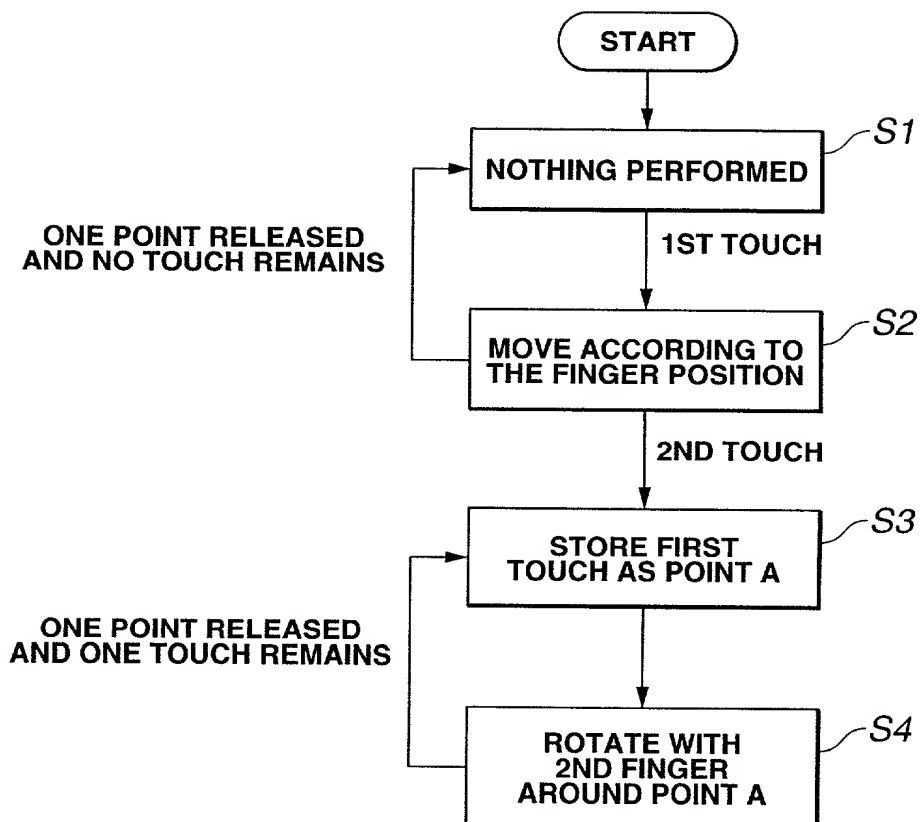 START
S1
NOTHING PERFORMED
ONE POINT RELEASED
AND NO TOUCH REMAINS
1ST TOUCH
S2
MOVE ACCORDING TO
THE FINGER POSITION
2ND TOUCH
S3
STORE FIRST
TOUCH AS POINT A
ONE POINT RELEASED
AND ONE TOUCH REMAINS
S4
ROTATE WITH
2ND FINGER
AROUND POINT A